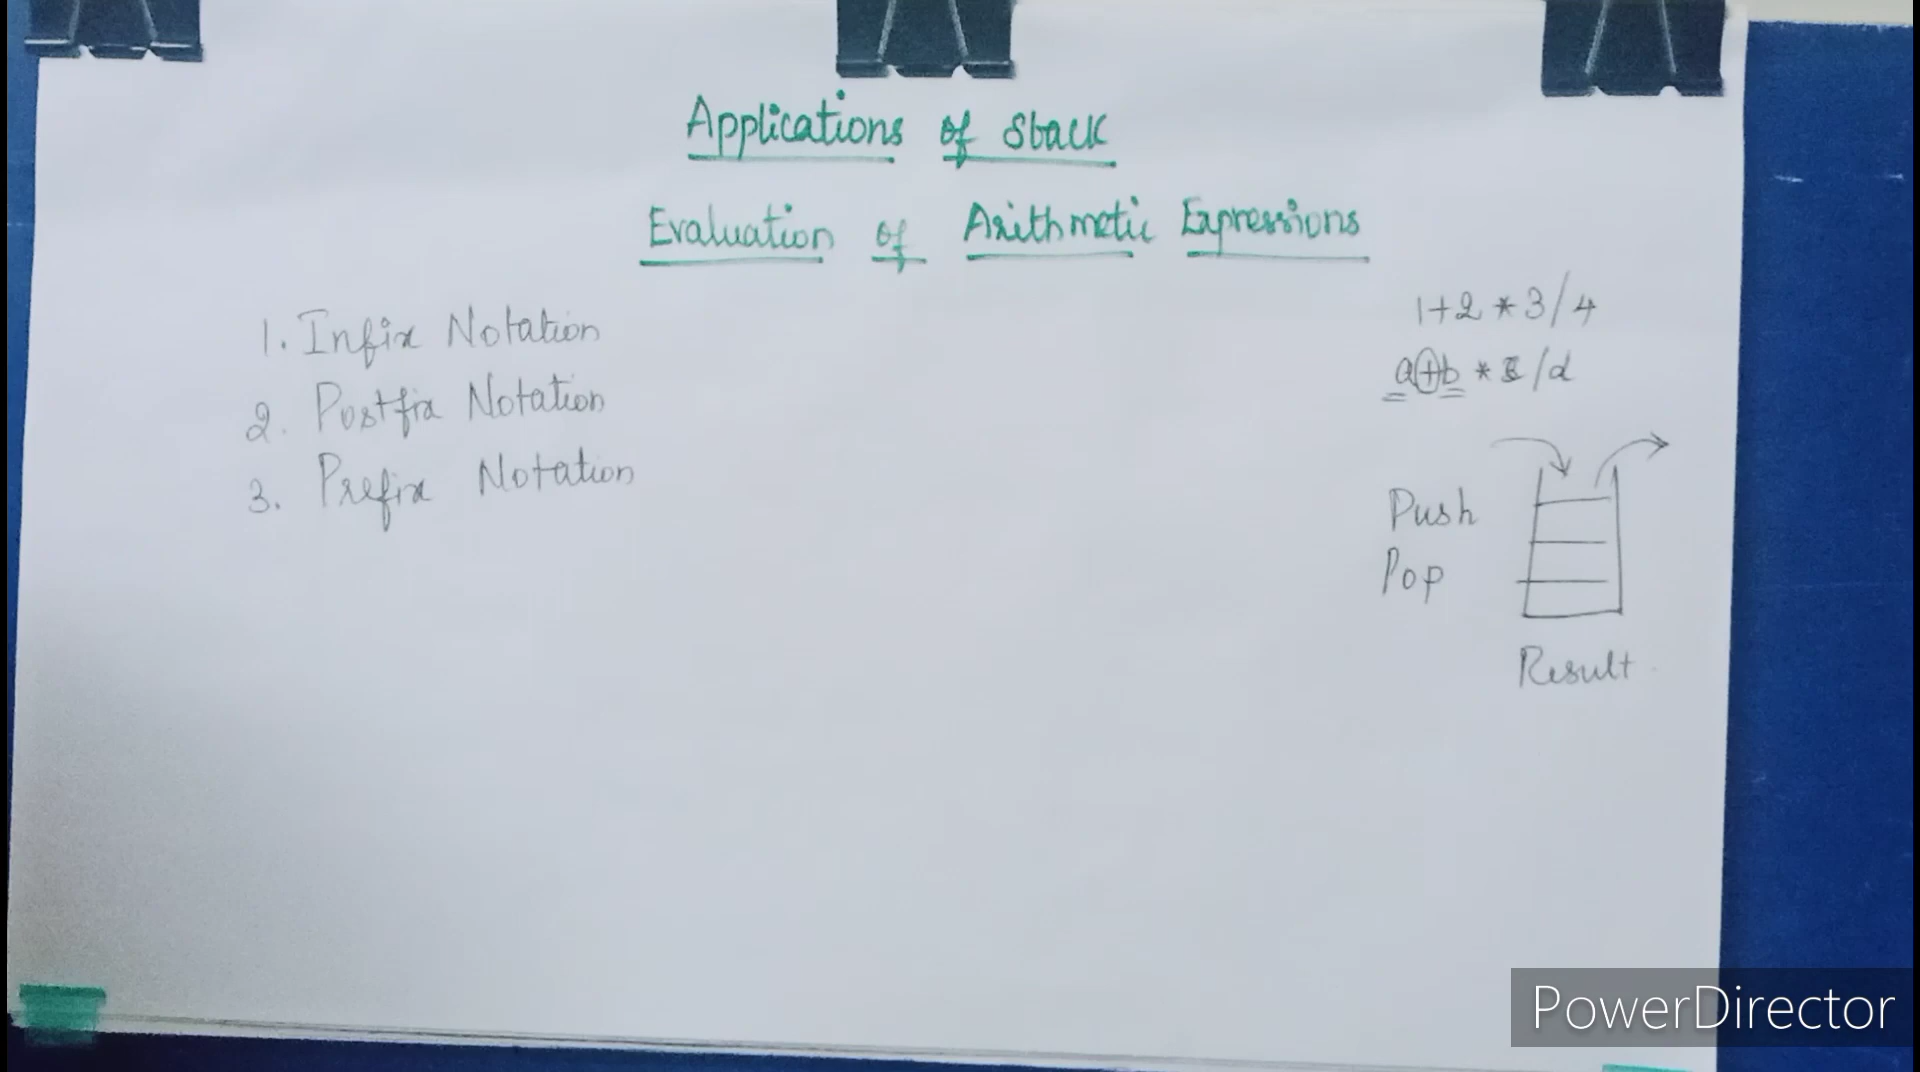 Applications of Stack
Evaluation of Arithmetic Expressions
1. Infix Notation
2. Postfix Notation
3. Prefix Notation
1+2*3/4
a+b*c/d
Push
Pop
Result
PowerDirector